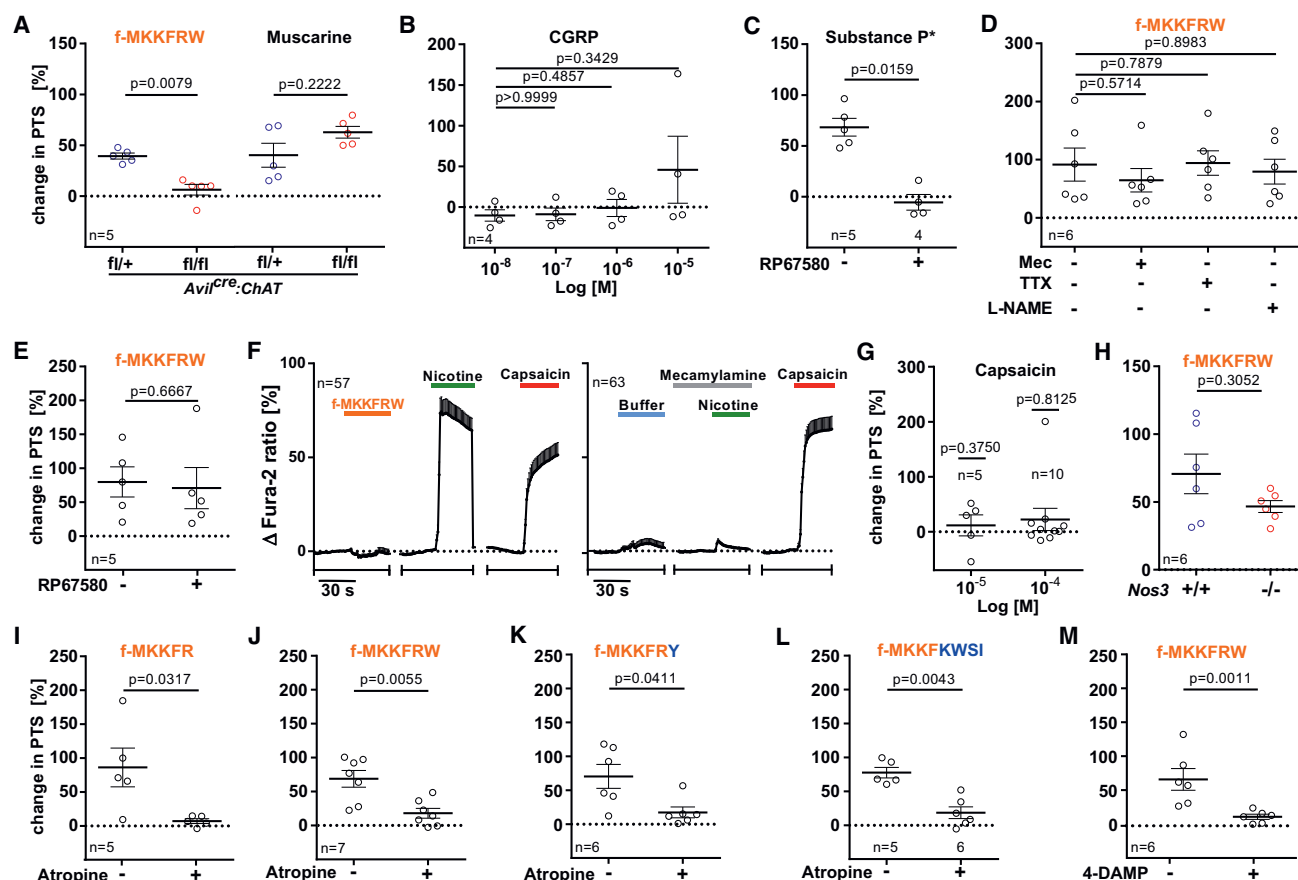 A
f-MKKFRW
Muscarine
change in PTS [%]
150
100
50
0
p=0.0079
p=0.2222
n=5
fl/+
fl/fl
fl/+
fl/fl
Avil^cre:ChAT
B
CGRP
200
150
100
50
0
-50
p=0.3429
p=0.4857
p>0.9999
n=4
10^-8
10^-7
10^-6
10^-5
Log [M]
C
Substance P*
150
100
50
0
-50
p=0.0159
n=5
4
RP67580
-
+
D
f-MKKFRW
300
200
100
0
p=0.8983
p=0.7879
p=0.5714
n=6
Mec - + - -
TTX - - + -
L-NAME - - - +
E
f-MKKFRW
change in PTS [%]
250
200
150
100
50
0
p=0.6667
n=5
RP67580
-
+
F
Δ Fura-2 ratio [%]
100
50
0
n=57
f-MKKFRW
Nicotine
Capsaicin
30 s
n=63
Buffer
Mecamylamine
Nicotine
Capsaicin
30 s
G
Capsaicin
change in PTS [%]
300
200
100
0
p=0.3750
p=0.8125
n=5
n=10
10^-5
10^-4
Log [M]
H
f-MKKFRW
150
100
50
0
p=0.3052
n=6
Nos3
+/+
-/-
I
f-MKKFR
change in PTS [%]
250
200
150
100
50
0
p=0.0317
n=5
Atropine
-
+
J
f-MKKFRW
250
200
150
100
50
0
p=0.0055
n=7
Atropine
-
+
K
f-MKKFRY
250
200
150
100
50
0
p=0.0411
n=6
Atropine
-
+
L
f-MKKFKWSI
250
200
150
100
50
0
p=0.0043
n=5
6
Atropine
-
+
M
f-MKKFRW
250
200
150
100
50
0
p=0.0011
n=6
4-DAMP
-
+